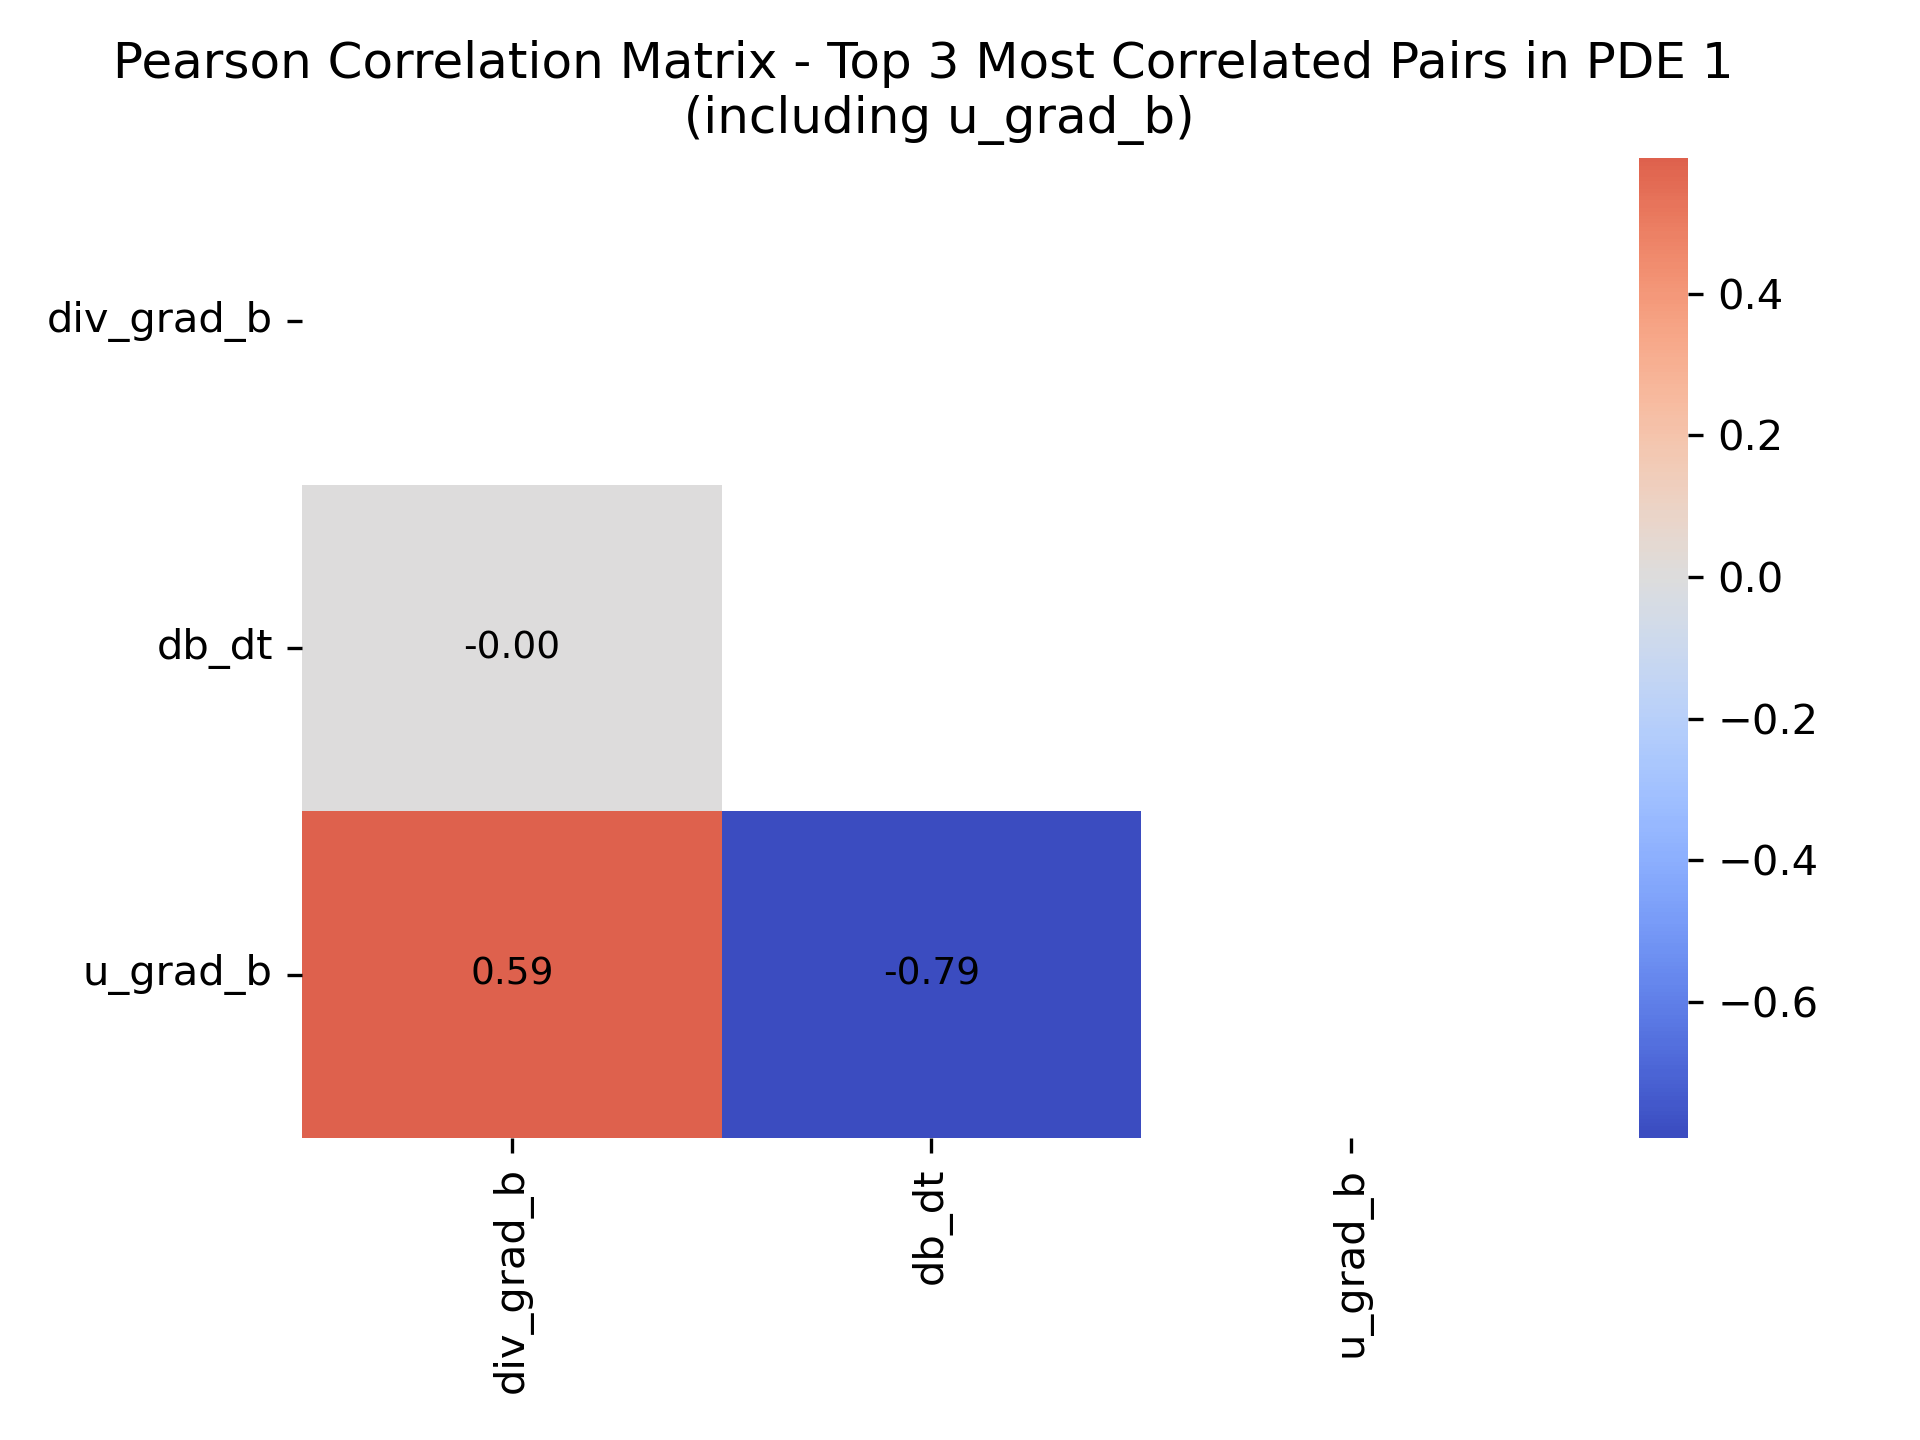 Pearson Correlation Matrix - Top 3 Most Correlated Pairs in PDE 1
(including u_grad_b)
div_grad_b
db_dt
u_grad_b
-0.00
0.59
-0.79
div_grad_b
db_dt
u_grad_b
0.4
0.2
0.0
−0.2
−0.4
−0.6